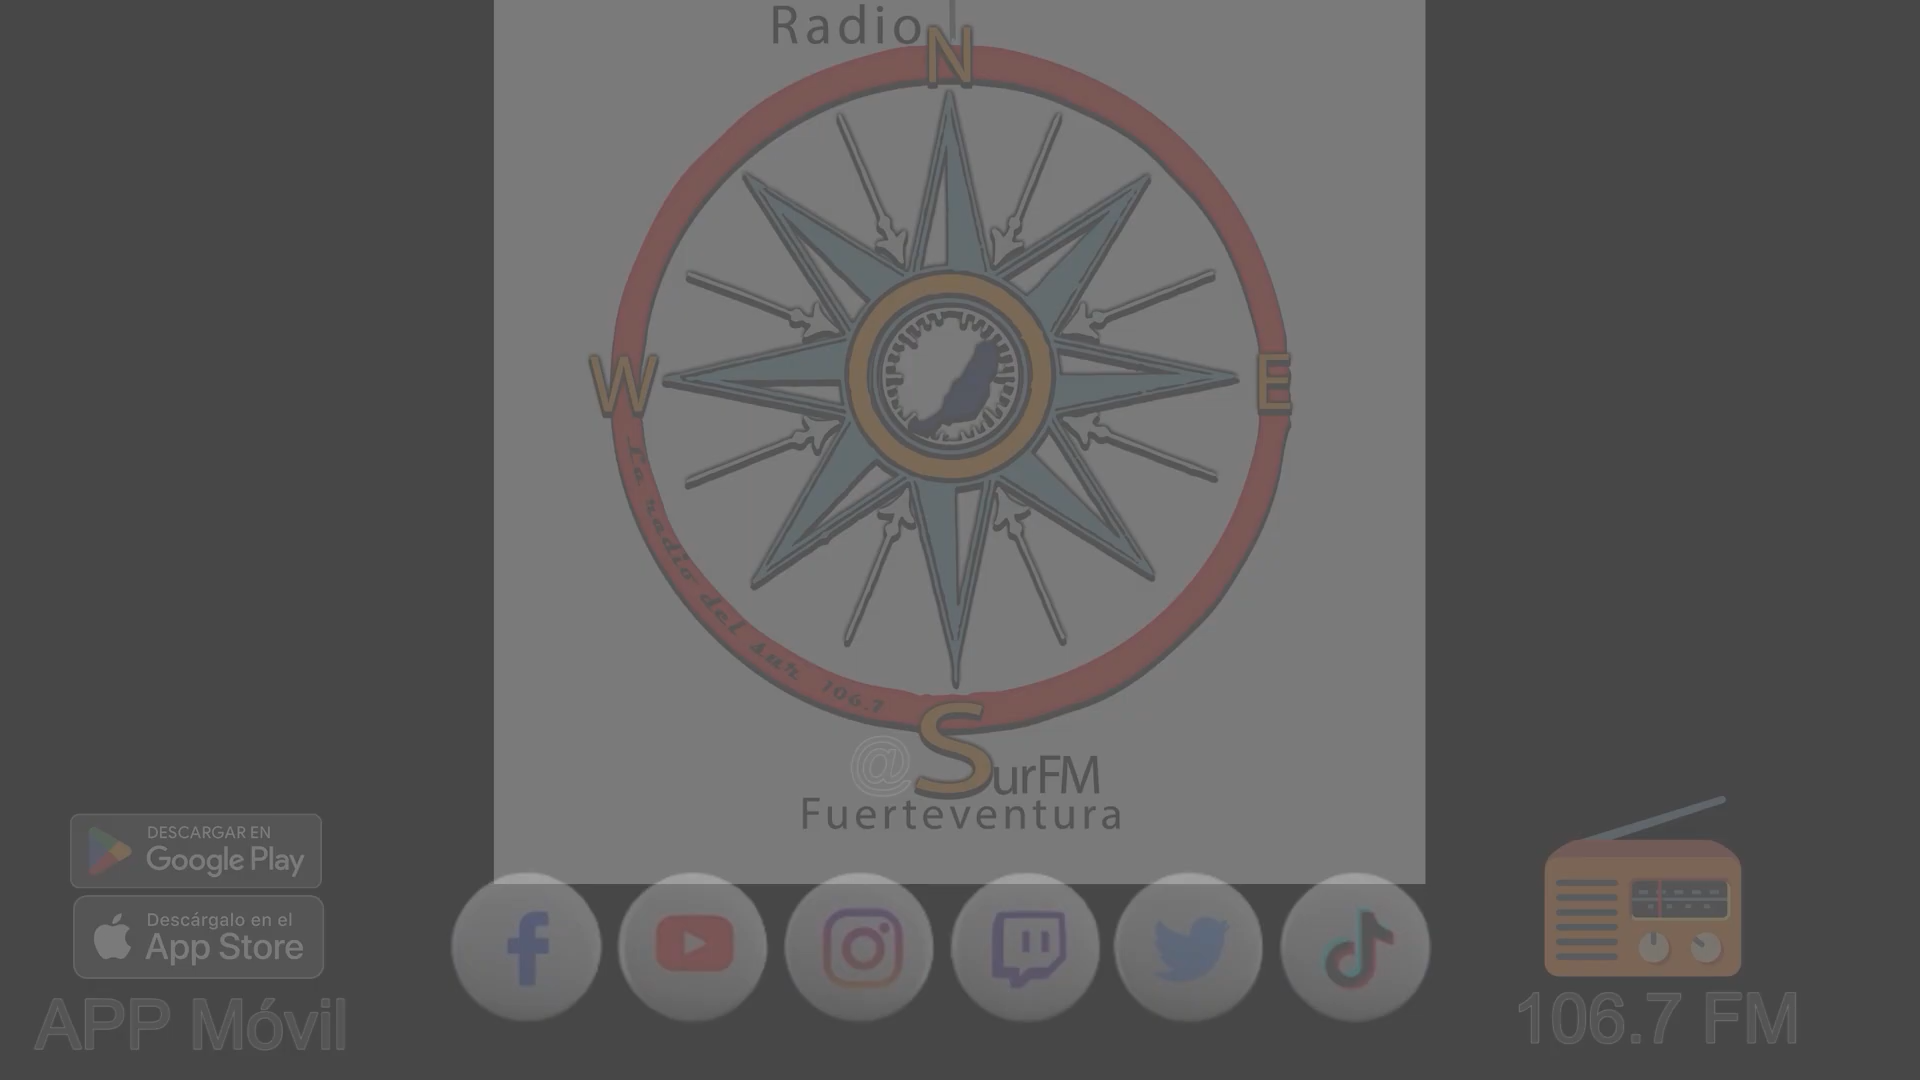 Radio
N
W
E
La radio del sur 106.7
@SurFM
Fuerteventura
DESCARGAR EN
Google Play
Descárgalo en el
App Store
APP Móvil
106.7 FM